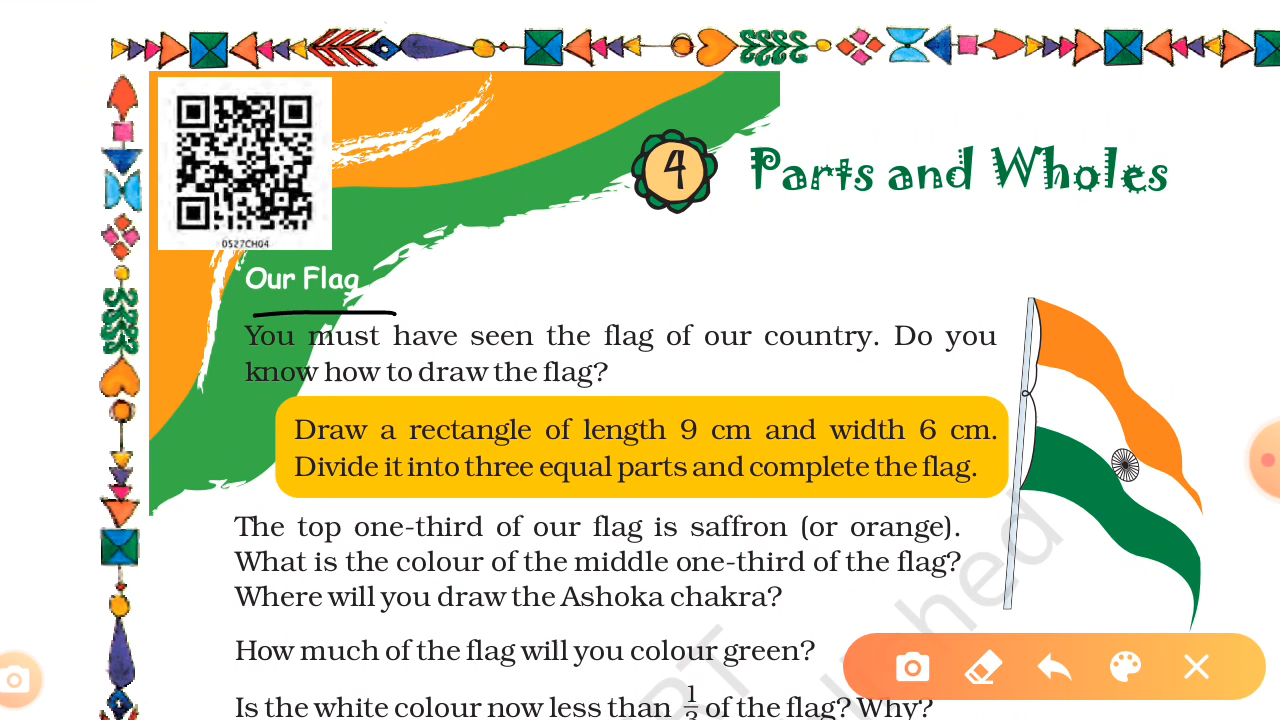 4 Parts and Wholes
0527CH04
Our Flag
You must have seen the flag of our country. Do you
know how to draw the flag?
Draw a rectangle of length 9 cm and width 6 cm.
Divide it into three equal parts and complete the flag.
The top one-third of our flag is saffron (or orange).
What is the colour of the middle one-third of the flag?
Where will you draw the Ashoka chakra?
How much of the flag will you colour green?
Is the white colour now less than 1/3 of the flag? Why?